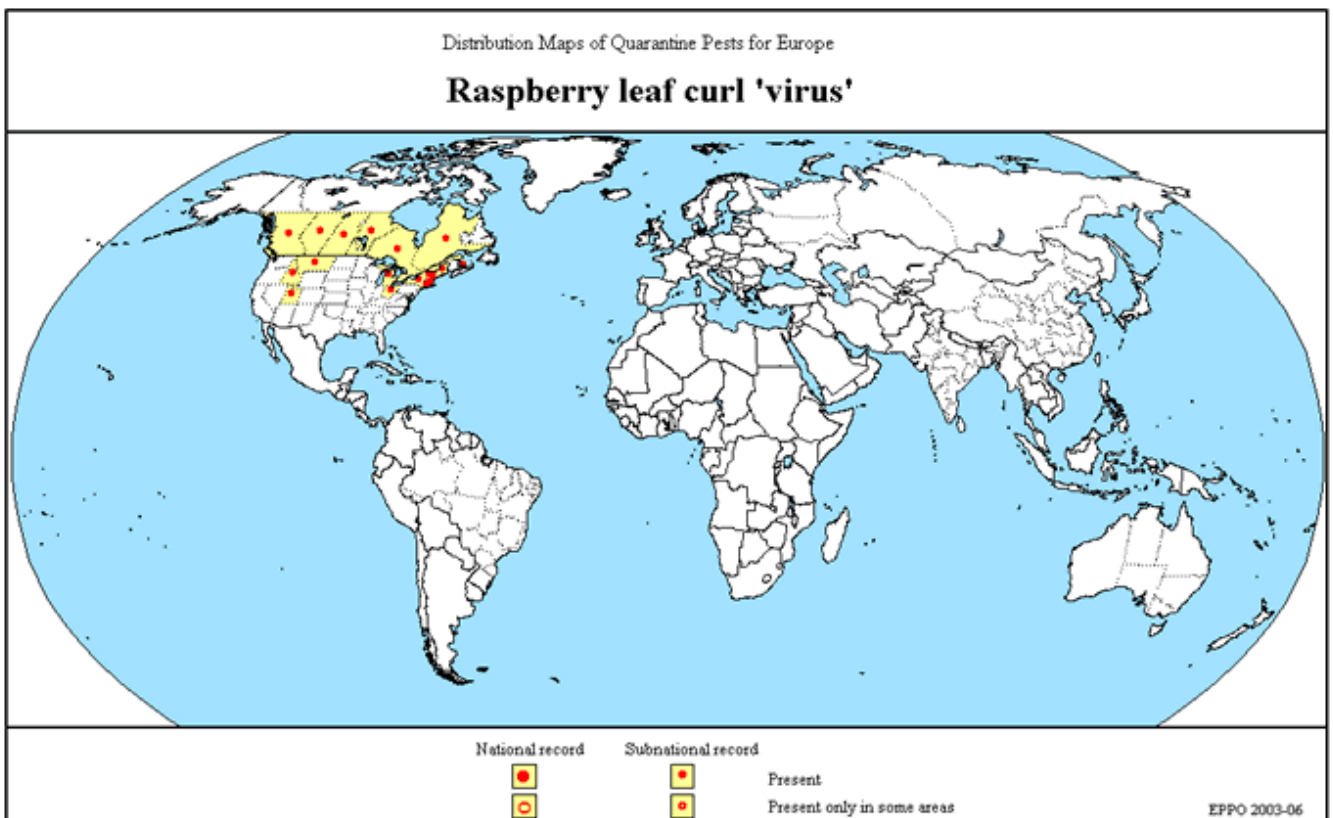 Distribution Maps of Quarantine Pests for Europe
Raspberry leaf curl 'virus'
National record Subnational record
Present
Present only in some areas
EPPO 2003-06